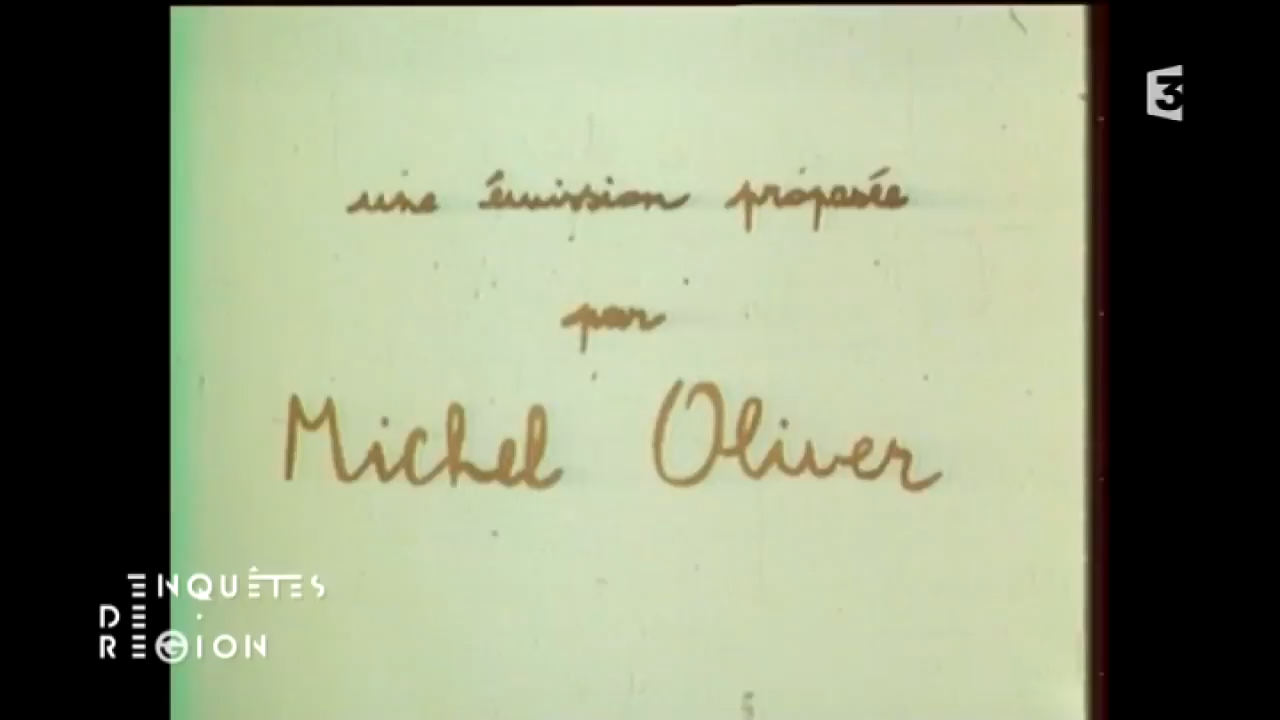 3
une émission proposée
par
Michel Oliver
ENQUÊTES
DE
RÉGION